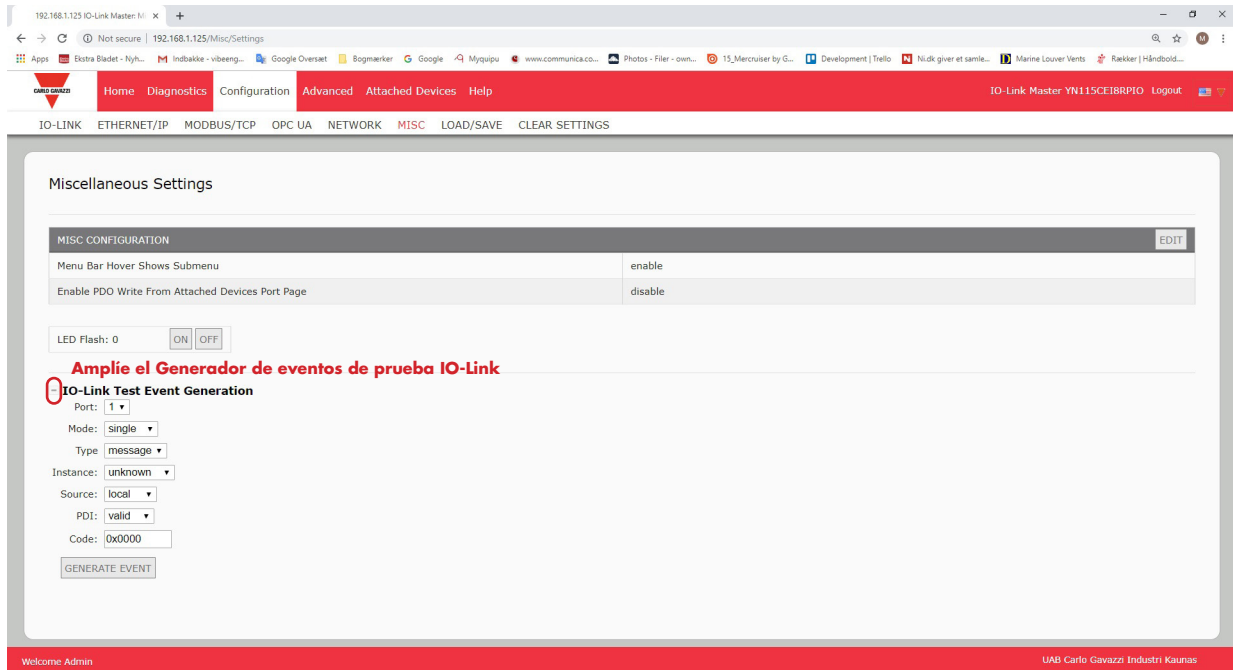 192.168.1.125 IO-Link Master: Mi
Not secure | 192.168.1.125/Misc/Settings
Apps Ekstra Bladet - Nyh... Indbakke - vibeeng... Google Oversæt Bogmærker Google Myquipu www.communica.co... Photos - Filer - own... 15_Mercruiser by G... Development | Trello Ni.dk giver et samle... Marine Louver Vents Rækker | Håndbold....
CARLO GAVAZZI
Home Diagnostics Configuration Advanced Attached Devices Help
IO-Link Master YN115CEI8RPIO Logout
IO-LINK ETHERNET/IP MODBUS/TCP OPC UA NETWORK MISC LOAD/SAVE CLEAR SETTINGS
Miscellaneous Settings
MISC CONFIGURATION EDIT
Menu Bar Hover Shows Submenu enable
Enable PDO Write From Attached Devices Port Page disable
LED Flash: 0 ON OFF
Amplíe el Generador de eventos de prueba IO-Link
IO-Link Test Event Generation
Port: 1
Mode: single
Type message
Instance: unknown
Source: local
PDI: valid
Code: 0x0000
GENERATE EVENT
Welcome Admin
UAB Carlo Gavazzi Industri Kaunas